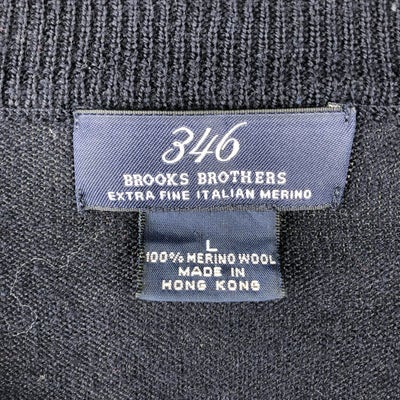 346
BROOKS BROTHERS
EXTRA FINE ITALIAN MERINO
L
100% MERINO WOOL
MADE IN
HONG KONG